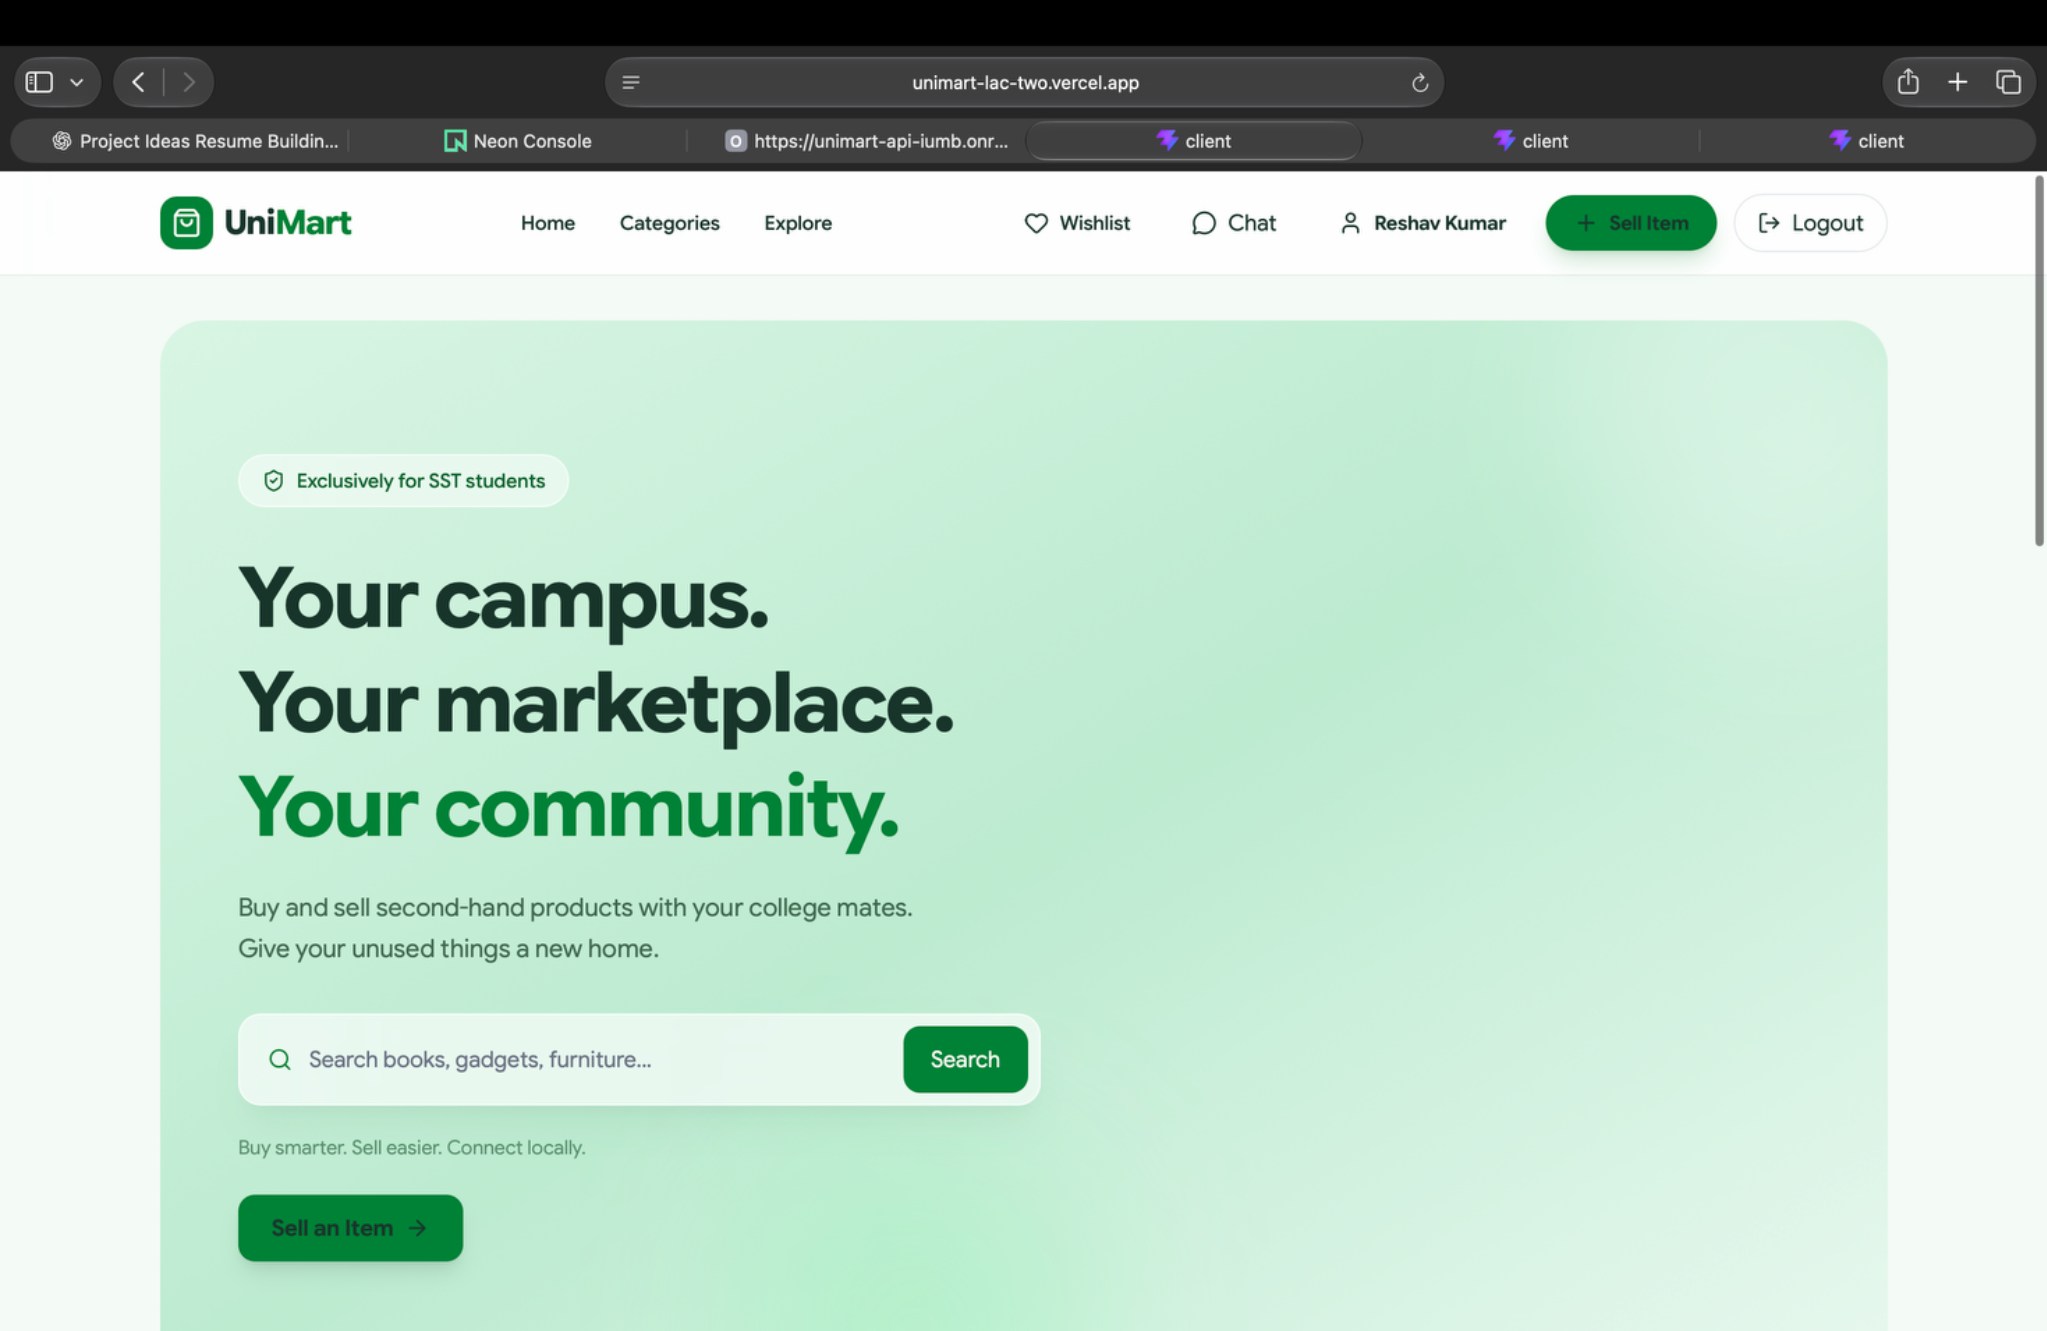 unimart-lac-two.vercel.app
Project Ideas Resume Buildin... Neon Console O https://unimart-api-iumb.onr... client client client
UniMart Home Categories Explore Wishlist Chat Reshav Kumar + Sell Item Logout
Exclusively for SST students
Your campus.
Your marketplace.
Your community.
Buy and sell second-hand products with your college mates.
Give your unused things a new home.
Search books, gadgets, furniture... Search
Buy smarter. Sell easier. Connect locally.
Sell an Item →